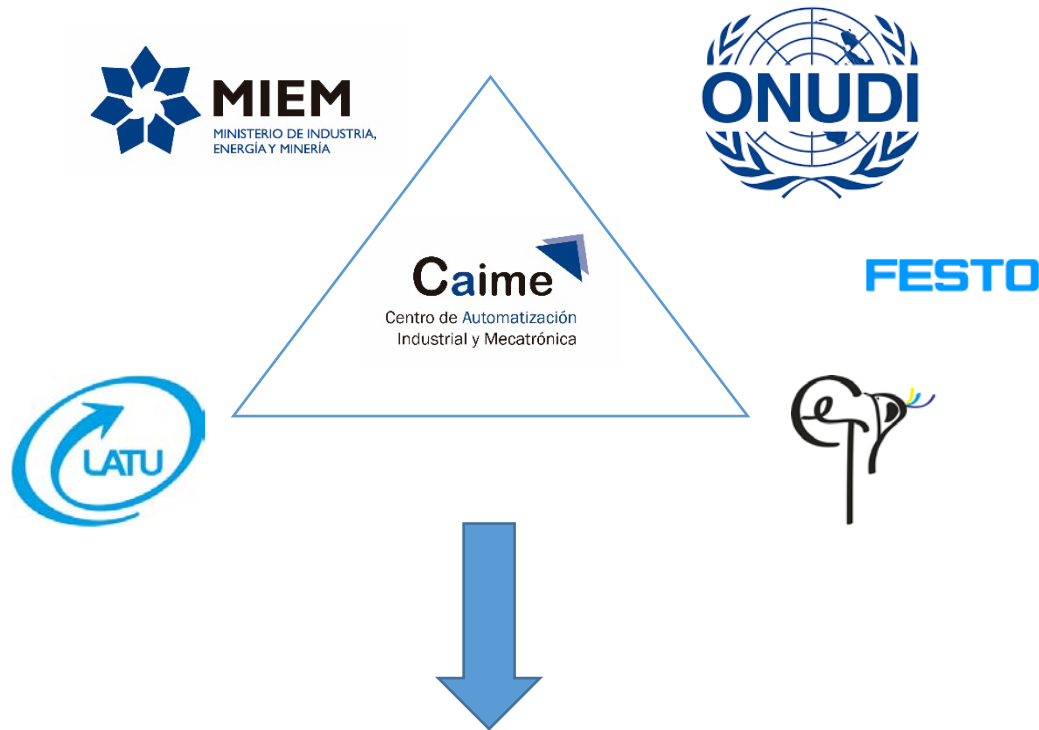 MIEM
MINISTERIO DE INDUSTRIA,
ENERGÍA Y MINERÍA
ONUDI
FESTO
Caime
Centro de Automatización
Industrial y Mecatrónica
LATU